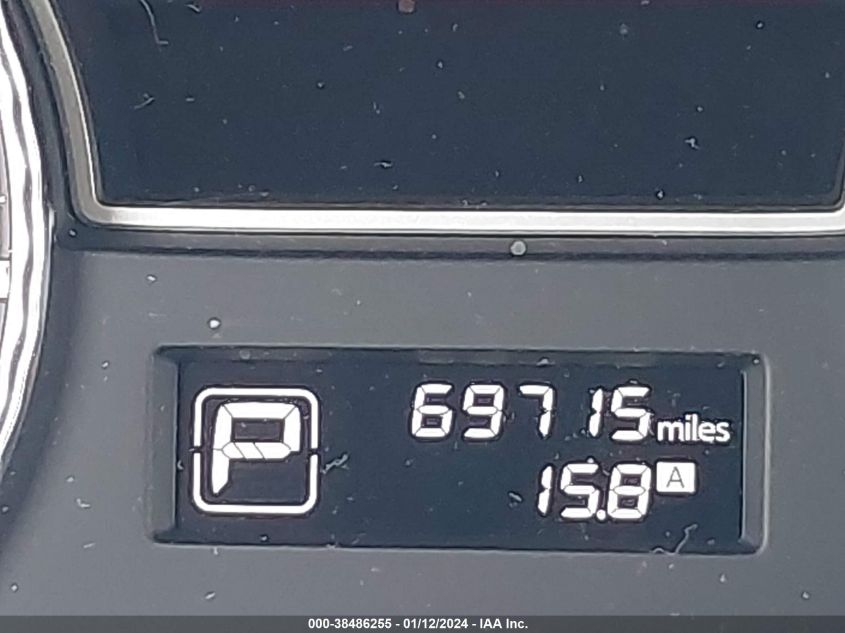 P
69715 miles
15.8 A
000-38486255 - 01/12/2024 - IAA Inc.